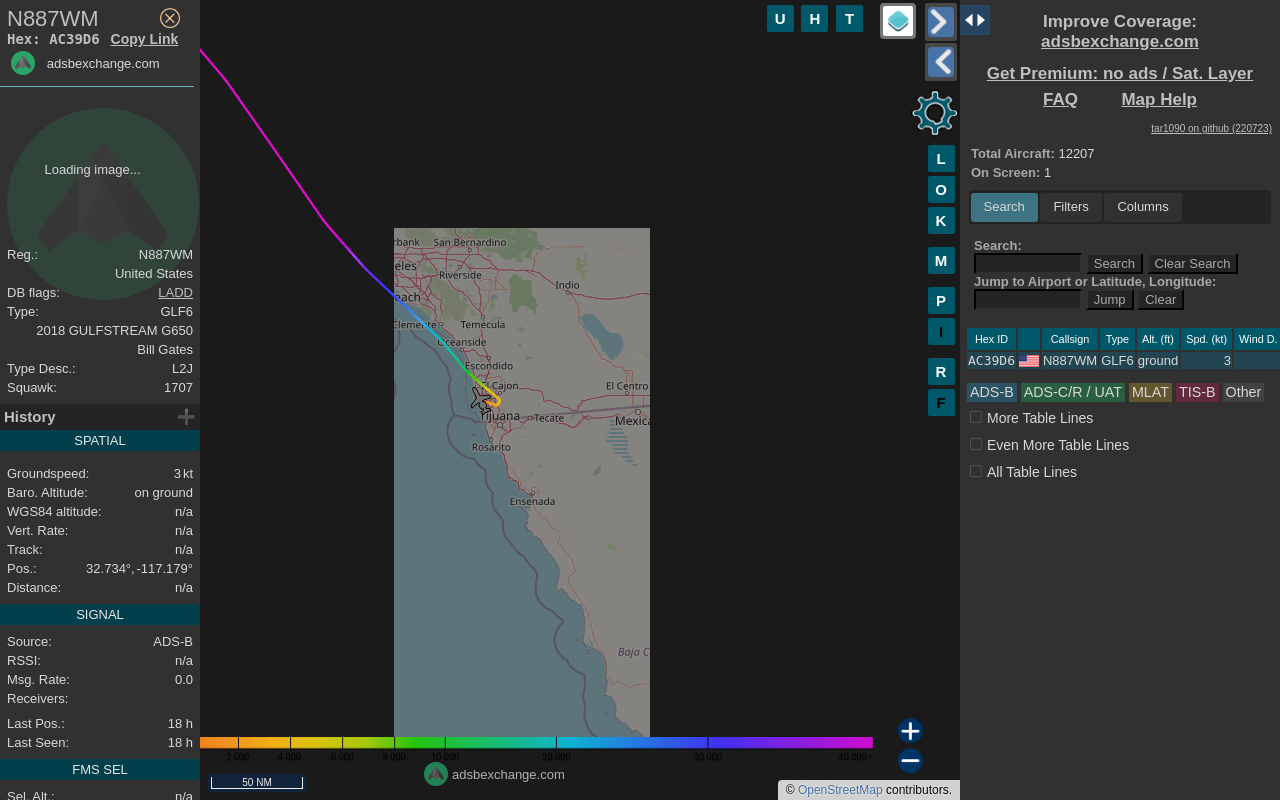 N887WM
Hex: AC39D6 Copy Link
adsbexchange.com
Loading image...
Reg.: N887WM
United States
DB flags: LADD
Type: GLF6
2018 GULFSTREAM G650
Bill Gates
Type Desc.: L2J
Squawk: 1707
History
SPATIAL
Groundspeed: 3 kt
Baro. Altitude: on ground
WGS84 altitude: n/a
Vert. Rate: n/a
Track: n/a
Pos.: 32.734°, -117.179°
Distance: n/a
SIGNAL
Source: ADS-B
RSSI: n/a
Msg. Rate: 0.0
Receivers:
Last Pos.: 18 h
Last Seen: 18 h
FMS SEL
Sel. Alt.: n/a
U H T
L
O
K
M
P
I
R
F
rbank San Bernardino
eles
Riverside
Indio
each
Clemente Temecula
Oceanside
Escondido
El Cajon El Centro
Tijuana Tecate Mexica
Rosarito
Ensenada
Baja C
2 000 4 000 6 000 8 000 10 000 20 000 30 000 40 000+
adsbexchange.com
50 NM
© OpenStreetMap contributors.
Improve Coverage:
adsbexchange.com
Get Premium: no ads / Sat. Layer
FAQ Map Help
tar1090 on github (220723)
Total Aircraft: 12207
On Screen: 1
Search Filters Columns
Search:
Search Clear Search
Jump to Airport or Latitude, Longitude:
Jump Clear
Hex ID Callsign Type Alt. (ft) Spd. (kt) Wind D.
AC39D6 N887WM GLF6 ground 3
ADS-B ADS-C/R / UAT MLAT TIS-B Other
More Table Lines
Even More Table Lines
All Table Lines